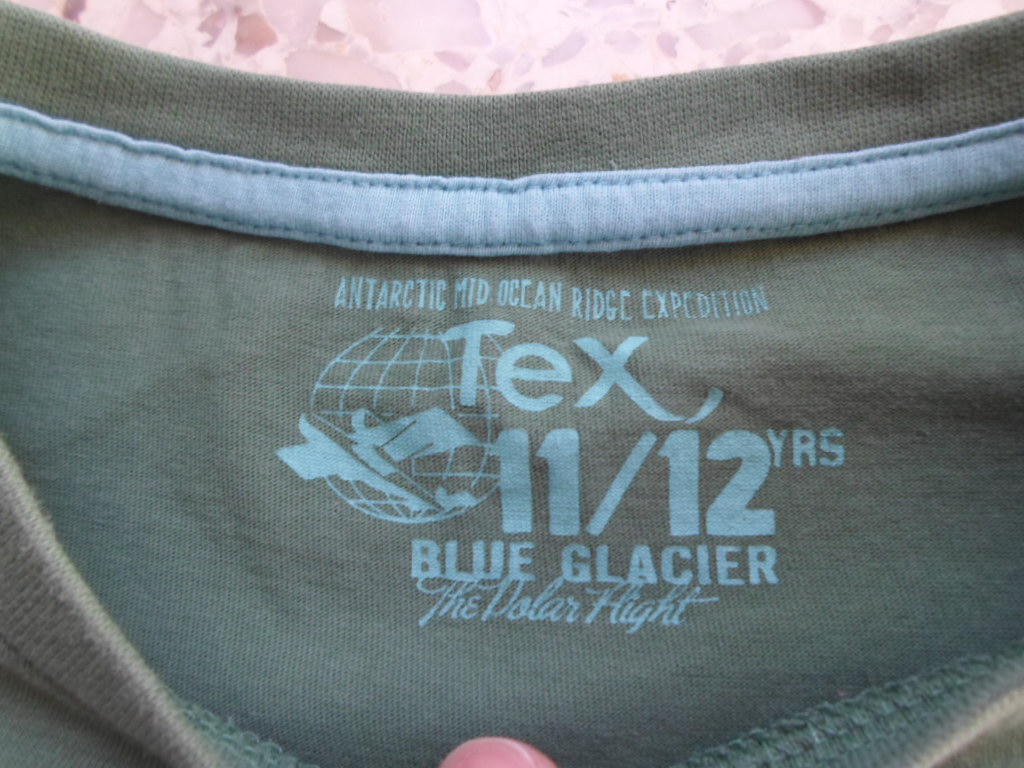 ANTARCTIC MID OCEAN RIDGE EXPEDITION
Tex
11/12 YRS
BLUE GLACIER
The Polar Flight